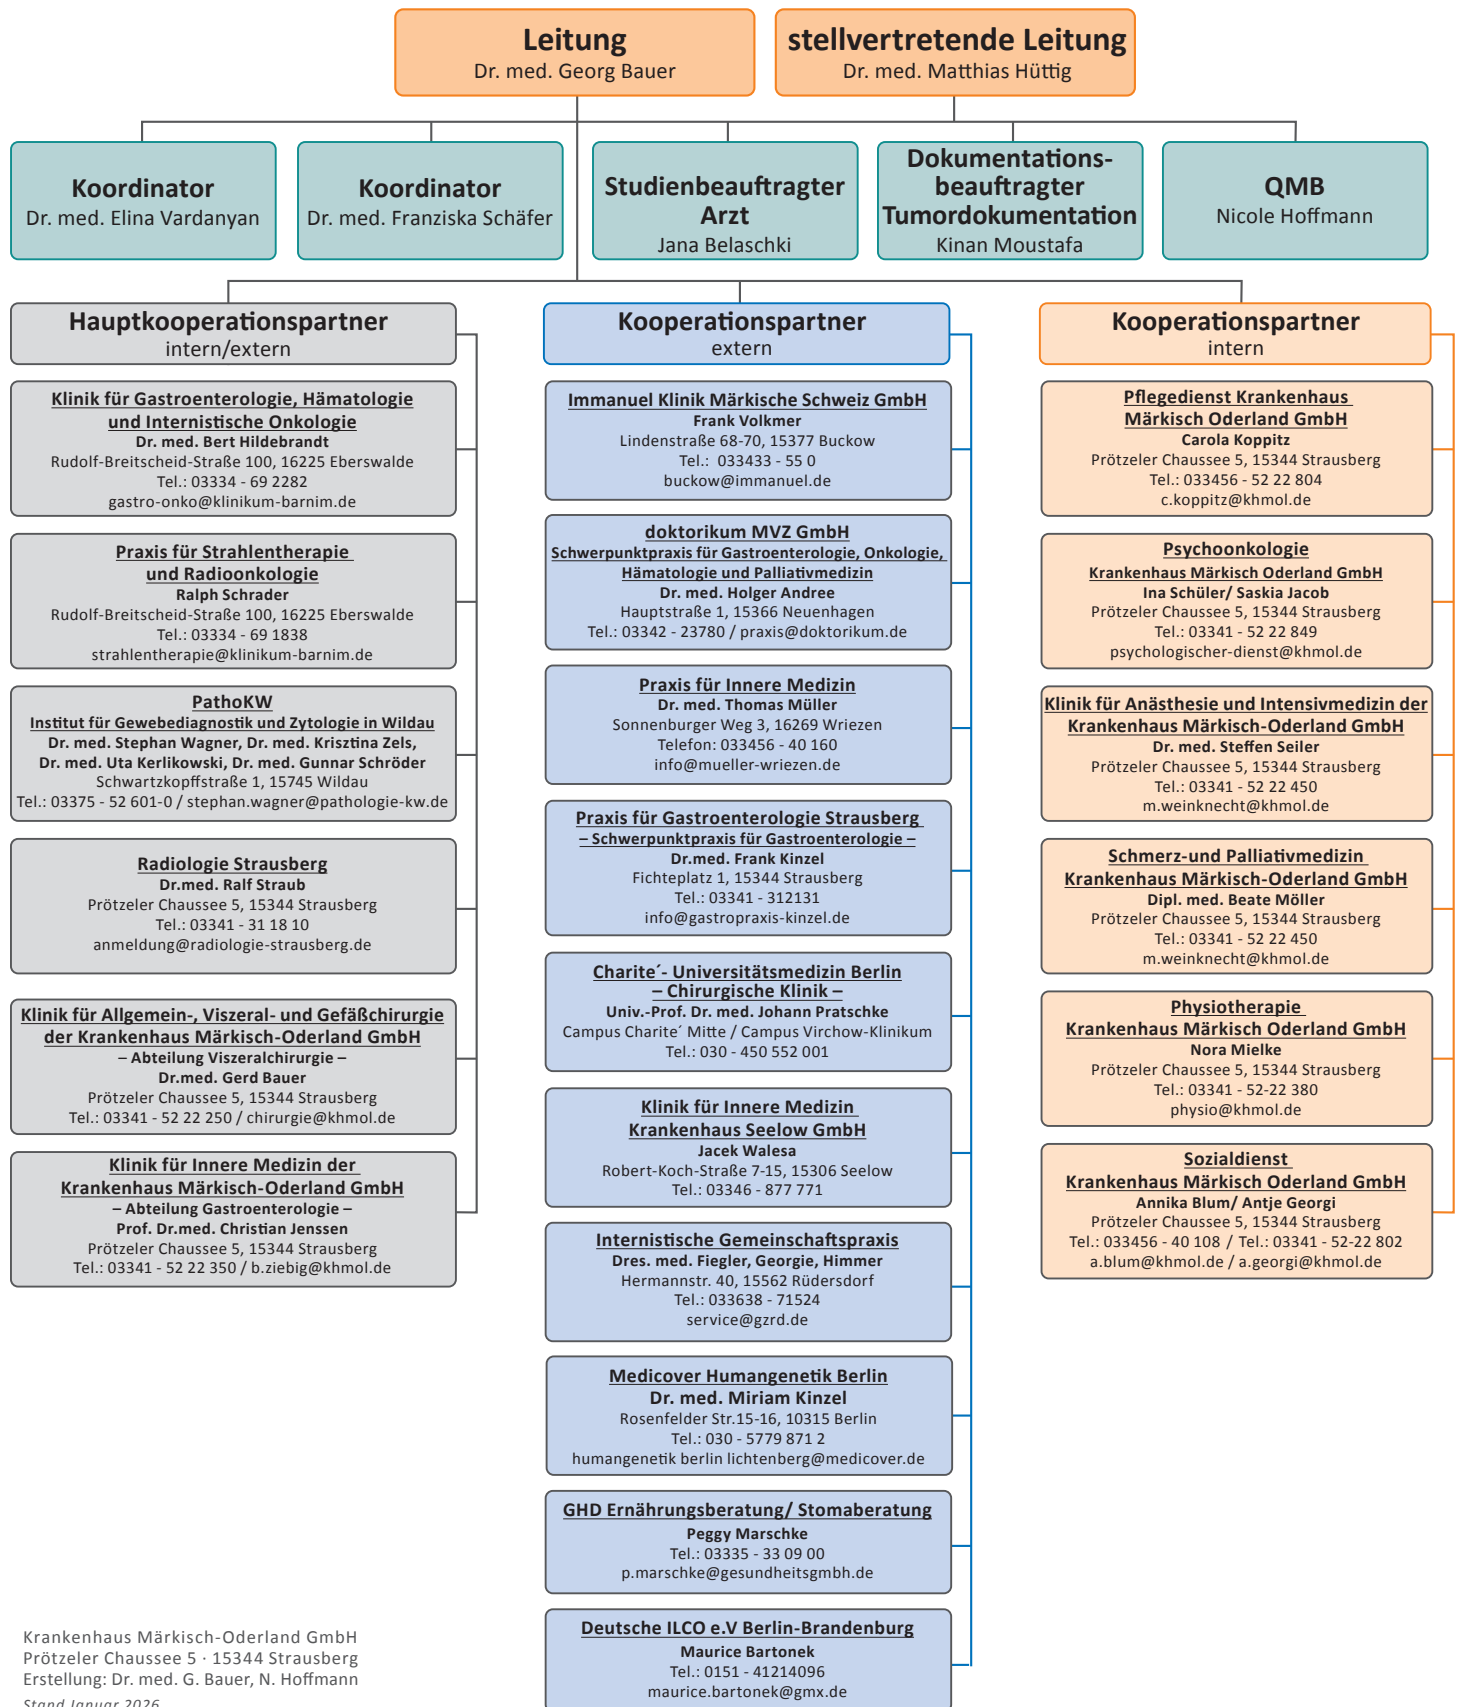 Leitung
Dr. med. Georg Bauer
stellvertretende Leitung
Dr. med. Matthias Hüttig
Koordinator
Dr. med. Elina Vardanyan
Koordinator
Dr. med. Franziska Schäfer
Studienbeauftragter
Arzt
Jana Belaschki
Dokumentations-
beauftragter
Tumordokumentation
Kinan Moustafa
QMB
Nicole Hoffmann
Hauptkooperationspartner
intern/extern
Klinik für Gastroenterologie, Hämatologie
und Internistische Onkologie
Dr. med. Bert Hildebrandt
Rudolf-Breitscheid-Straße 100, 16225 Eberswalde
Tel.: 03334 - 69 2282
gastro-onko@klinikum-barnim.de
Praxis für Strahlentherapie
und Radioonkologie
Ralph Schrader
Rudolf-Breitscheid-Straße 100, 16225 Eberswalde
Tel.: 03334 - 69 1838
strahlentherapie@klinikum-barnim.de
PathoKW
Institut für Gewebediagnostik und Zytologie in Wildau
Dr. med. Stephan Wagner, Dr. med. Krisztina Zels,
Dr. med. Uta Kerlikowski, Dr. med. Gunnar Schröder
Schwartzkopffstraße 1, 15745 Wildau
Tel.: 03375 - 52 601-0 / stephan.wagner@pathologie-kw.de
Radiologie Strausberg
Dr.med. Ralf Straub
Prötzeler Chaussee 5, 15344 Strausberg
Tel.: 03341 - 31 18 10
anmeldung@radiologie-strausberg.de
Klinik für Allgemein-, Viszeral- und Gefäßchirurgie
der Krankenhaus Märkisch-Oderland GmbH
– Abteilung Viszeralchirurgie –
Dr.med. Gerd Bauer
Prötzeler Chaussee 5, 15344 Strausberg
Tel.: 03341 - 52 22 250 / chirurgie@khmol.de
Klinik für Innere Medizin der
Krankenhaus Märkisch-Oderland GmbH
– Abteilung Gastroenterologie –
Prof. Dr.med. Christian Jenssen
Prötzeler Chaussee 5, 15344 Strausberg
Tel.: 03341 - 52 22 350 / b.ziebig@khmol.de
Kooperationspartner
extern
Immanuel Klinik Märkische Schweiz GmbH
Frank Volkmer
Lindenstraße 68-70, 15377 Buckow
Tel.: 033433 - 55 0
buckow@immanuel.de
doktorikum MVZ GmbH
Schwerpunktpraxis für Gastroenterologie, Onkologie,
Hämatologie und Palliativmedizin
Dr. med. Holger Andree
Hauptstraße 1, 15366 Neuenhagen
Tel.: 03342 - 23780 / praxis@doktorikum.de
Praxis für Innere Medizin
Dr. med. Thomas Müller
Sonnenburger Weg 3, 16269 Wriezen
Telefon: 033456 - 40 160
info@mueller-wriezen.de
Praxis für Gastroenterologie Strausberg
– Schwerpunktpraxis für Gastroenterologie –
Dr.med. Frank Kinzel
Fichteplatz 1, 15344 Strausberg
Tel.: 03341 - 312131
info@gastropraxis-kinzel.de
Charite´- Universitätsmedizin Berlin
– Chirurgische Klinik –
Univ.-Prof. Dr. med. Johann Pratschke
Campus Charite´ Mitte / Campus Virchow-Klinikum
Tel.: 030 - 450 552 001
Klinik für Innere Medizin
Krankenhaus Seelow GmbH
Jacek Walesa
Robert-Koch-Straße 7-15, 15306 Seelow
Tel.: 03346 - 877 771
Internistische Gemeinschaftspraxis
Dres. med. Fiegler, Georgie, Himmer
Hermannstr. 40, 15562 Rüdersdorf
Tel.: 033638 - 71524
service@gzrd.de
Medicover Humangenetik Berlin
Dr. med. Miriam Kinzel
Rosenfelder Str.15-16, 10315 Berlin
Tel.: 030 - 5779 871 2
humangenetik berlin lichtenberg@medicover.de
GHD Ernährungsberatung/ Stomaberatung
Peggy Marschke
Tel.: 03335 - 33 09 00
p.marschke@gesundheitsgmbh.de
Deutsche ILCO e.V Berlin-Brandenburg
Maurice Bartonek
Tel.: 0151 - 41214096
maurice.bartonek@gmx.de
Kooperationspartner
intern
Pflegedienst Krankenhaus
Märkisch Oderland GmbH
Carola Koppitz
Prötzeler Chaussee 5, 15344 Strausberg
Tel.: 033456 - 52 22 804
c.koppitz@khmol.de
Psychoonkologie
Krankenhaus Märkisch Oderland GmbH
Ina Schüler/ Saskia Jacob
Prötzeler Chaussee 5, 15344 Strausberg
Tel.: 03341 - 52 22 849
psychologischer-dienst@khmol.de
Klinik für Anästhesie und Intensivmedizin der
Krankenhaus Märkisch-Oderland GmbH
Dr. med. Steffen Seiler
Prötzeler Chaussee 5, 15344 Strausberg
Tel.: 03341 - 52 22 450
m.weinknecht@khmol.de
Schmerz-und Palliativmedizin
Krankenhaus Märkisch-Oderland GmbH
Dipl. med. Beate Möller
Prötzeler Chaussee 5, 15344 Strausberg
Tel.: 03341 - 52 22 450
m.weinknecht@khmol.de
Physiotherapie
Krankenhaus Märkisch Oderland GmbH
Nora Mielke
Prötzeler Chaussee 5, 15344 Strausberg
Tel.: 03341 - 52-22 380
physio@khmol.de
Sozialdienst
Krankenhaus Märkisch Oderland GmbH
Annika Blum/ Antje Georgi
Prötzeler Chaussee 5, 15344 Strausberg
Tel.: 033456 - 40 108 / Tel.: 03341 - 52-22 802
a.blum@khmol.de / a.georgi@khmol.de
Krankenhaus Märkisch-Oderland GmbH
Prötzeler Chaussee 5 · 15344 Strausberg
Erstellung: Dr. med. G. Bauer, N. Hoffmann
Stand Januar 2026